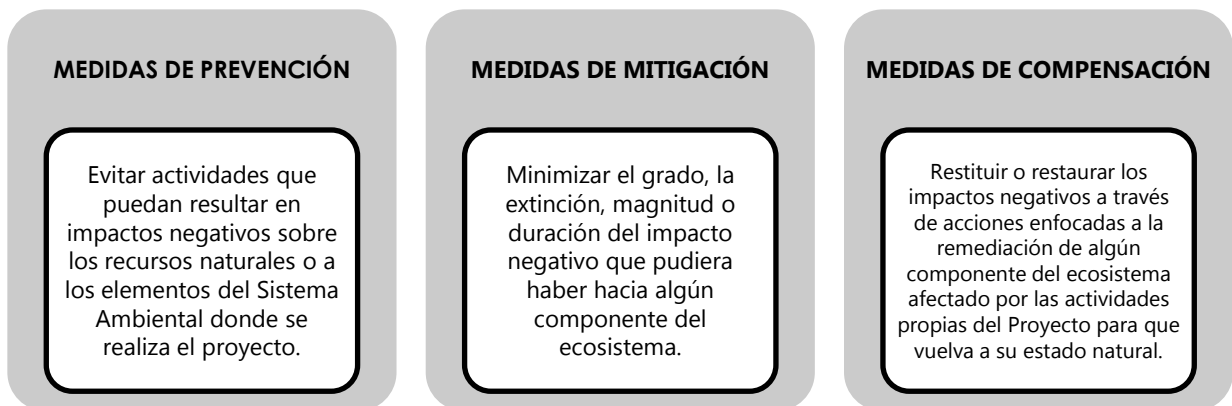 MEDIDAS DE PREVENCIÓN
Evitar actividades que
puedan resultar en
impactos negativos sobre
los recursos naturales o a
los elementos del Sistema
Ambiental donde se
realiza el proyecto.
MEDIDAS DE MITIGACIÓN
Minimizar el grado, la
extinción, magnitud o
duración del impacto
negativo que pudiera
haber hacia algún
componente del
ecosistema.
MEDIDAS DE COMPENSACIÓN
Restituir o restaurar los
impactos negativos a través
de acciones enfocadas a la
remediación de algún
componente del ecosistema
afectado por las actividades
propias del Proyecto para que
vuelva a su estado natural.